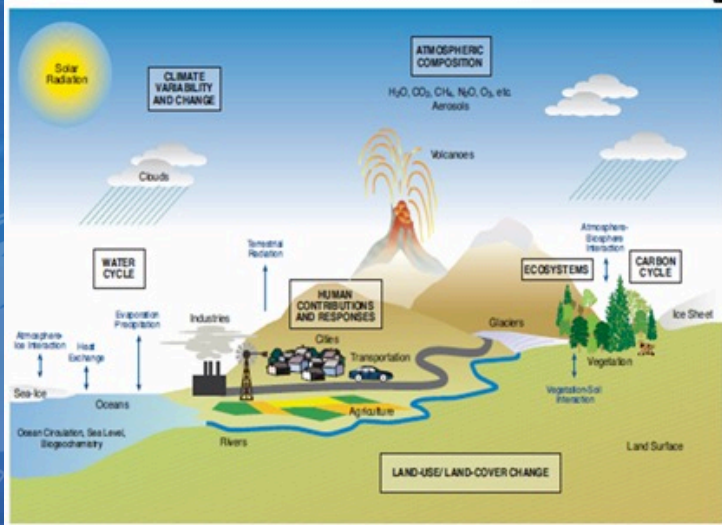 Solar
Radiation
CLIMATE
VARIABILITY
AND CHANGE
ATMOSPHERIC
COMPOSITION
H₂O, CO₂, CH₄, N₂O, O₃, etc.
Aerosols
Volcanoes
Clouds
Atmosphere-
Biosphere
Interaction
Terrestrial
Radiation
WATER
CYCLE
ECOSYSTEMS
CARBON
CYCLE
HUMAN
CONTRIBUTIONS
AND RESPONSES
Evaporation
Precipitation
Industries
Glaciers
Ice Sheet
Atmosphere-
Ice Interaction
Heat
Exchange
Cities
Transportation
Vegetation
Sea-Ice
Oceans
Vegetation-Soil
Interaction
Agriculture
Ocean Circulation, Sea Level,
Biogeochemistry
Rivers
Land Surface
LAND-USE/ LAND-COVER CHANGE